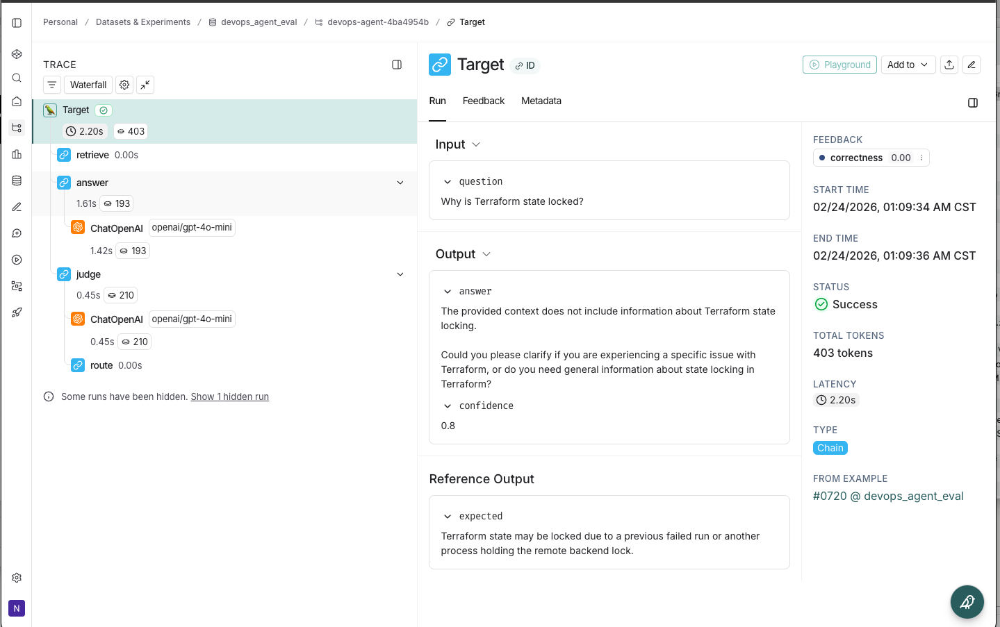 Personal / Datasets & Experiments / devops_agent_eval / devops-agent-4ba4954b / Target
TRACE
Waterfall
Target
2.20s 403
retrieve 0.00s
answer
1.61s 193
ChatOpenAI openai/gpt-4o-mini
1.42s 193
judge
0.45s 210
ChatOpenAI openai/gpt-4o-mini
0.45s 210
route 0.00s
Some runs have been hidden. Show 1 hidden run
N
Target ID
Playground
Add to
Run Feedback Metadata
Input
question
Why is Terraform state locked?
Output
answer
The provided context does not include information about Terraform state
locking.
Could you please clarify if you are experiencing a specific issue with
Terraform, or do you need general information about state locking in
Terraform?
confidence
0.8
Reference Output
expected
Terraform state may be locked due to a previous failed run or another
process holding the remote backend lock.
FEEDBACK
correctness 0.00
START TIME
02/24/2026, 01:09:34 AM CST
END TIME
02/24/2026, 01:09:36 AM CST
STATUS
Success
TOTAL TOKENS
403 tokens
LATENCY
2.20s
TYPE
Chain
FROM EXAMPLE
#0720 @ devops_agent_eval